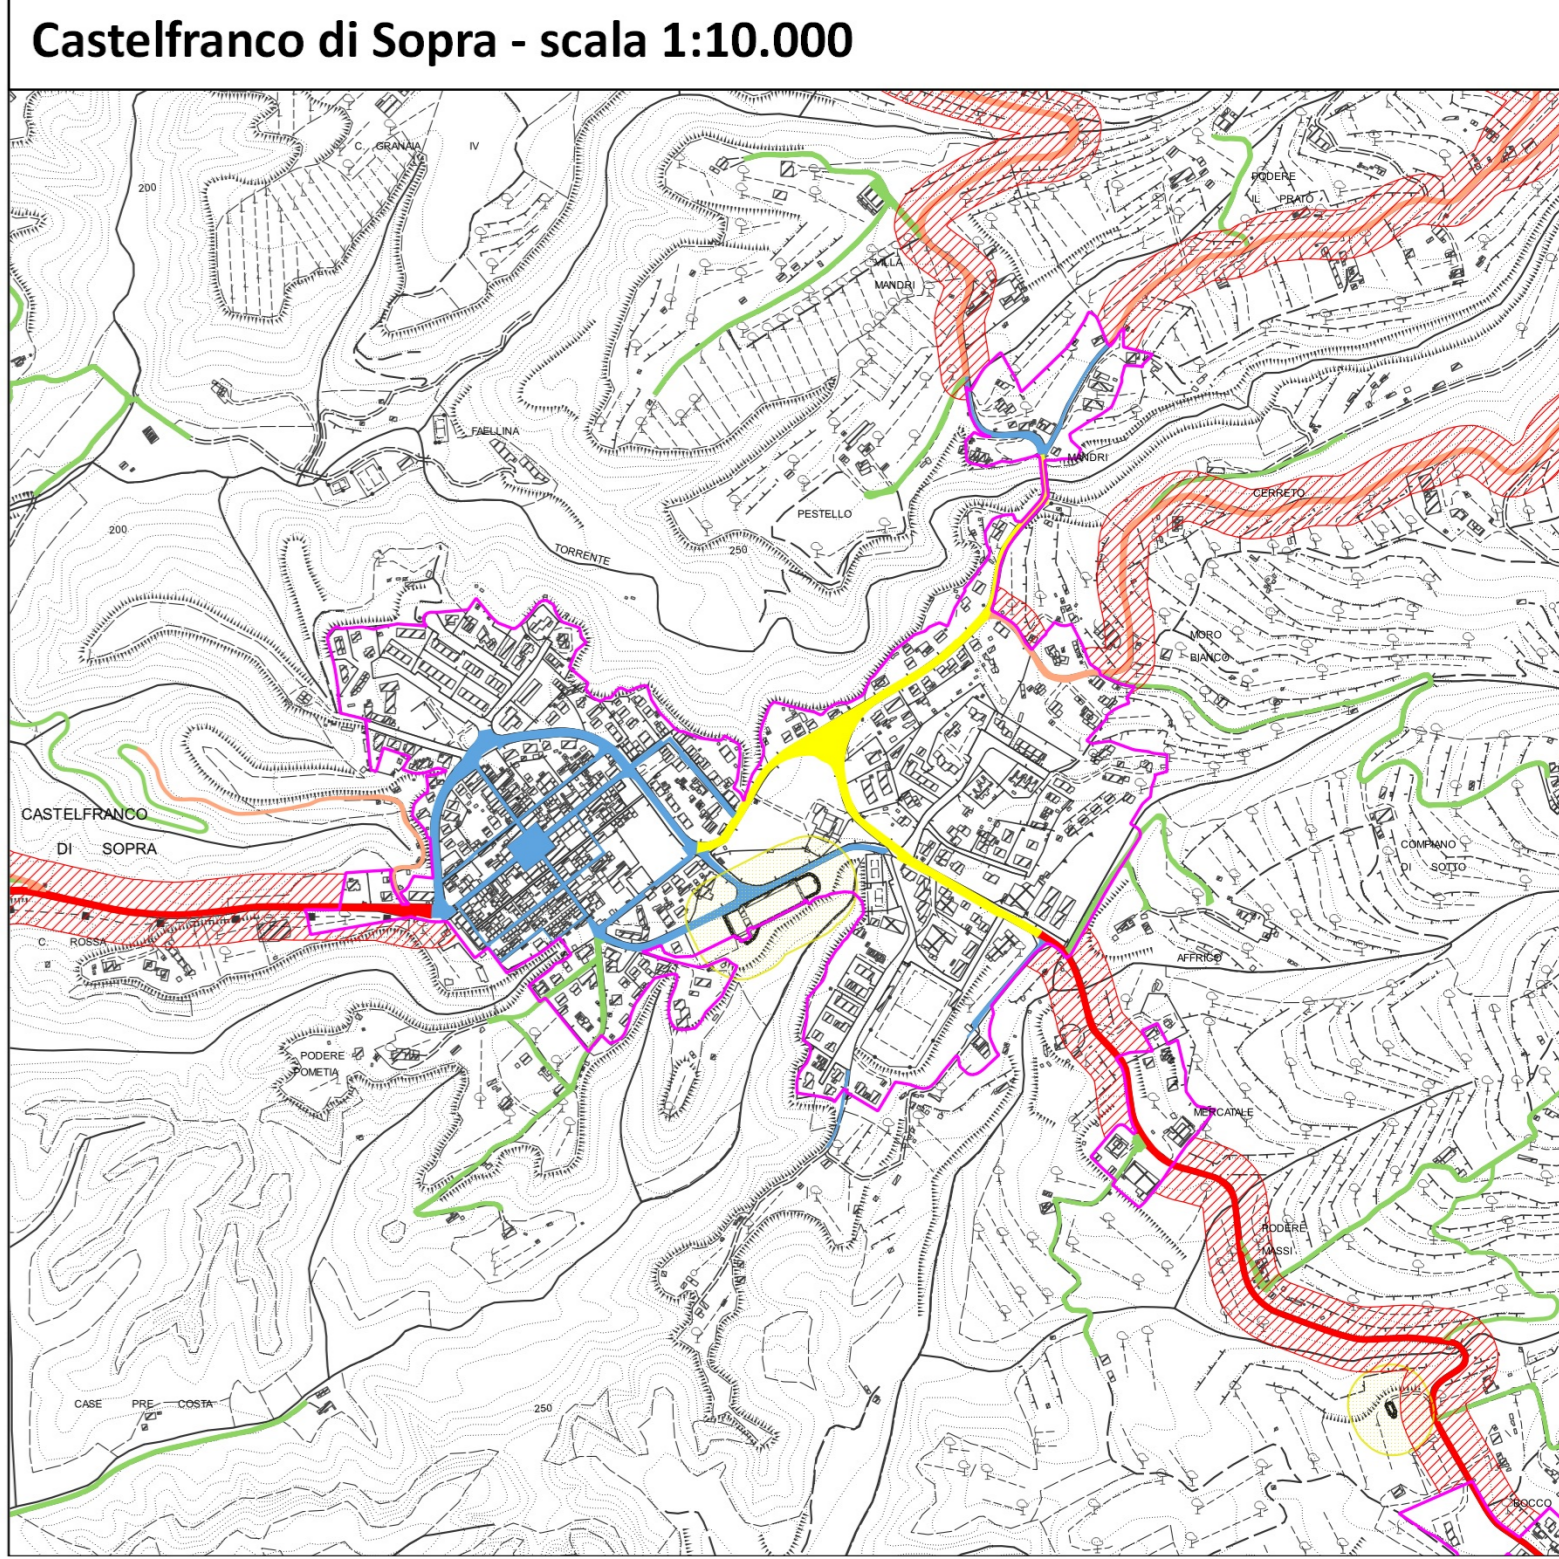 Castelfranco di Sopra - scala 1:10.000
C. GRANAIA IV
200
PODERE
IL PRATO
VILLA
MANDRI
FAELLINA
MANDRI
CERRETO
PESTELLO
200
TORRENTE
250
MORO
BIANCO
CASTELFRANCO
DI SOPRA
COMPIANO
DI SOTTO
C. ROSSA
AFFRICO
PODERE
POMETIA
MERCATALE
PODERE
MASSI
CASE PRE COSTA
250
BOCCO